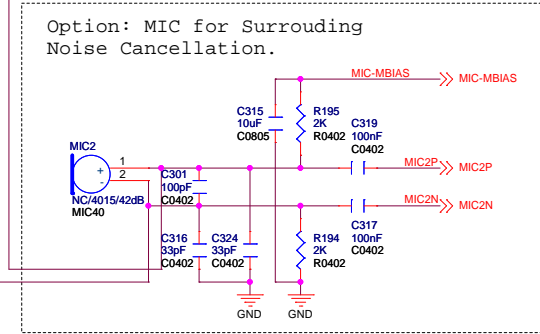 Option: MIC for Surrouding
Noise Cancellation.
MIC-MBIAS
MIC-MBIAS
C315
10uF
C0805
R195
2K
R0402
C319
100nF
C0402
MIC2
1
2
+
-
NC/4015/42dB
MIC40
C301
100pF
C0402
MIC2P
MIC2P
MIC2N
MIC2N
C316
33pF
C0402
C324
33pF
C0402
R194
2K
R0402
C317
100nF
C0402
GND
GND